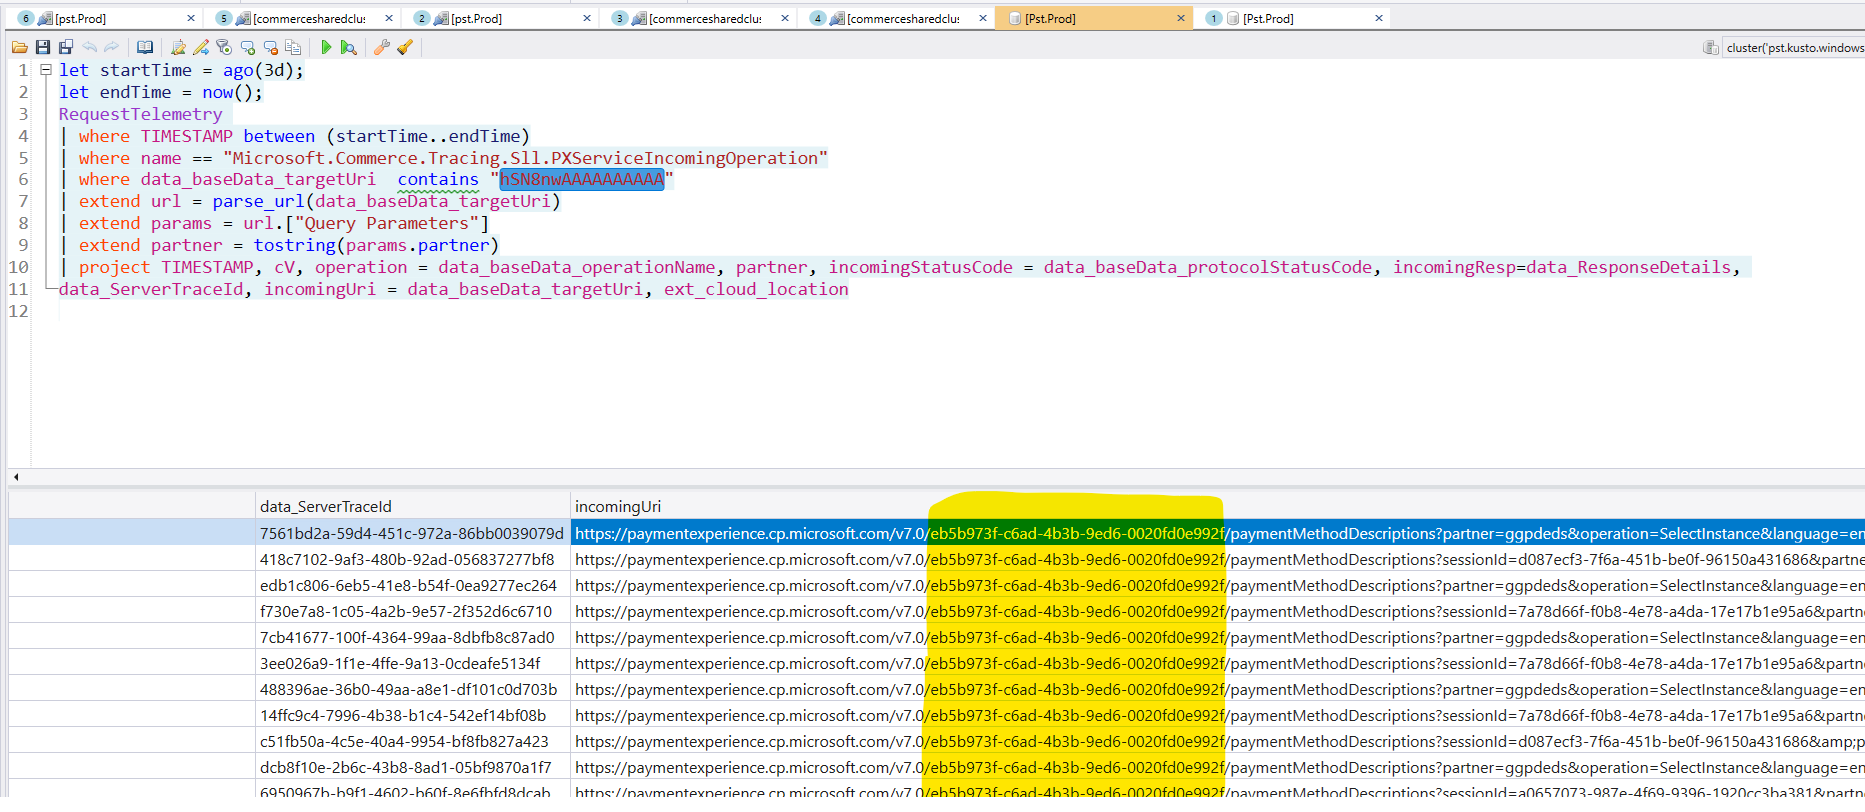 6 [pst.Prod] × 5 [commercesharedclus × 2 [pst.Prod] × 3 [commercesharedclus × 4 [commercesharedclus × [Pst.Prod] × 1 [Pst.Prod] ×
cluster('pst.kusto.windows
1 let startTime = ago(3d);
2 let endTime = now();
3 RequestTelemetry
4 | where TIMESTAMP between (startTime..endTime)
5 | where name == "Microsoft.Commerce.Tracing.Sll.PXServiceIncomingOperation"
6 | where data_baseData_targetUri  contains "hSN8nwAAAAAAAAAA"
7 | extend url = parse_url(data_baseData_targetUri)
8 | extend params = url.["Query Parameters"]
9 | extend partner = tostring(params.partner)
10 | project TIMESTAMP, cV, operation = data_baseData_operationName, partner, incomingStatusCode = data_baseData_protocolStatusCode, incomingResp=data_ResponseDetails,
11 data_ServerTraceId, incomingUri = data_baseData_targetUri, ext_cloud_location
12
data_ServerTraceId incomingUri
7561bd2a-59d4-451c-972a-86bb0039079d https://paymentexperience.cp.microsoft.com/v7.0/eb5b973f-c6ad-4b3b-9ed6-0020fd0e992f/paymentMethodDescriptions?partner=ggpdeds&operation=SelectInstance&language=en
418c7102-9af3-480b-92ad-056837277bf8 https://paymentexperience.cp.microsoft.com/v7.0/eb5b973f-c6ad-4b3b-9ed6-0020fd0e992f/paymentMethodDescriptions?sessionId=d087ecf3-7f6a-451b-be0f-96150a431686&partne
edb1c806-6eb5-41e8-b54f-0ea9277ec264 https://paymentexperience.cp.microsoft.com/v7.0/eb5b973f-c6ad-4b3b-9ed6-0020fd0e992f/paymentMethodDescriptions?partner=ggpdeds&operation=SelectInstance&language=en
f730e7a8-1c05-4a2b-9e57-2f352d6c6710 https://paymentexperience.cp.microsoft.com/v7.0/eb5b973f-c6ad-4b3b-9ed6-0020fd0e992f/paymentMethodDescriptions?sessionId=7a78d66f-f0b8-4e78-a4da-17e17b1e95a6&partne
7cb41677-100f-4364-99aa-8dbfb8c87ad0 https://paymentexperience.cp.microsoft.com/v7.0/eb5b973f-c6ad-4b3b-9ed6-0020fd0e992f/paymentMethodDescriptions?partner=ggpdeds&operation=SelectInstance&language=en
3ee026a9-1f1e-4ffe-9a13-0cdeafe5134f https://paymentexperience.cp.microsoft.com/v7.0/eb5b973f-c6ad-4b3b-9ed6-0020fd0e992f/paymentMethodDescriptions?sessionId=7a78d66f-f0b8-4e78-a4da-17e17b1e95a6&partne
488396ae-36b0-49aa-a8e1-df101c0d703b https://paymentexperience.cp.microsoft.com/v7.0/eb5b973f-c6ad-4b3b-9ed6-0020fd0e992f/paymentMethodDescriptions?partner=ggpdeds&operation=SelectInstance&language=en
14ffc9c4-7996-4b38-b1c4-542ef14bf08b https://paymentexperience.cp.microsoft.com/v7.0/eb5b973f-c6ad-4b3b-9ed6-0020fd0e992f/paymentMethodDescriptions?sessionId=7a78d66f-f0b8-4e78-a4da-17e17b1e95a6&partne
c51fb50a-4c5e-40a4-9954-bf8fb827a423 https://paymentexperience.cp.microsoft.com/v7.0/eb5b973f-c6ad-4b3b-9ed6-0020fd0e992f/paymentMethodDescriptions?sessionId=d087ecf3-7f6a-451b-be0f-96150a431686&amp;p
dcb8f10e-2b6c-43b8-8ad1-05bf9870a1f7 https://paymentexperience.cp.microsoft.com/v7.0/eb5b973f-c6ad-4b3b-9ed6-0020fd0e992f/paymentMethodDescriptions?partner=ggpdeds&operation=SelectInstance&language=en
6950967b-b9f1-4602-b60f-8e6fbfd8dcab https://paymentexperience.cp.microsoft.com/v7.0/eb5b973f-c6ad-4b3b-9ed6-0020fd0e992f/paymentMethodDescriptions?sessionId=a0657073-987e-4f69-9396-1920cc3ba381&partne